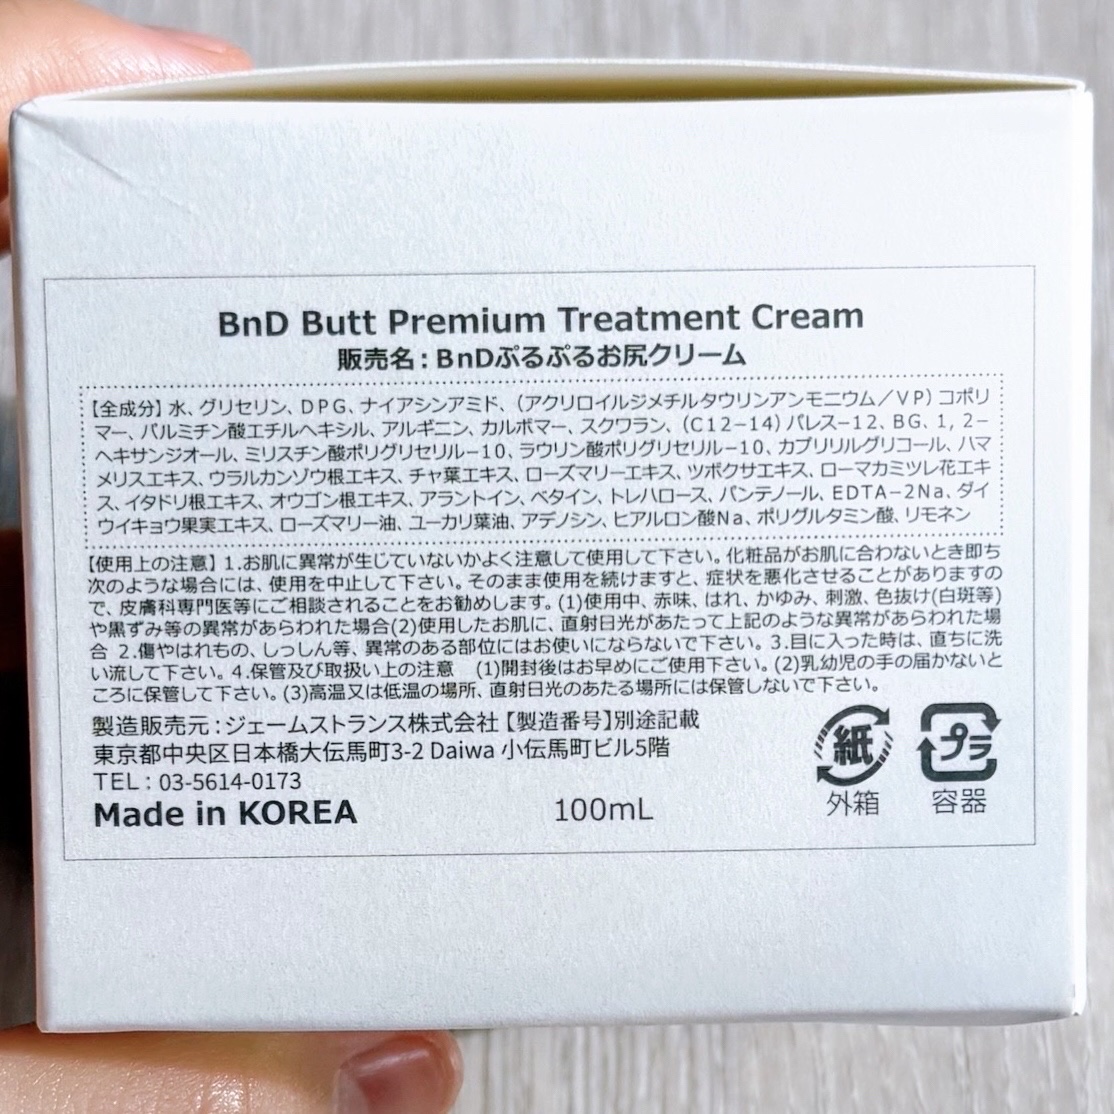 BnD Butt Premium Treatment Cream
販売名:BnDぷるぷるお尻クリーム
【全成分】水、グリセリン、DPG、ナイアシンアミド、(アクリロイルジメチルタウリンアンモニウム/VP)コポリ
マー、パルミチン酸エチルヘキシル、アルギニン、カルボマー、スクワラン、(C12-14)パレス-12、BG、1,2-
ヘキサンジオール、ミリスチン酸ポリグリセリル-10、ラウリン酸ポリグリセリル-10、カプリリルグリコール、ハマ
メリスエキス、ウラルカンゾウ根エキス、チャ葉エキス、ローズマリーエキス、ツボクサエキス、ローマカミツレ花エキ
ス、イタドリ根エキス、オウゴン根エキス、アラントイン、ベタイン、トレハロース、パンテノール、EDTA-2Na、ダイ
ウイキョウ果実エキス、ローズマリー油、ユーカリ葉油、アデノシン、ヒアルロン酸Na、ポリグルタミン酸、リモネン
【使用上の注意】1.お肌に異常が生じていないかよく注意して使用して下さい。化粧品がお肌に合わないとき即ち
次のような場合には、使用を中止して下さい。そのまま使用を続けますと、症状を悪化させることがありますの
で、皮膚科専門医等にご相談されることをお勧めします。(1)使用中、赤味、はれ、かゆみ、刺激、色抜け(白斑等)
や黒ずみ等の異常があらわれた場合(2)使用したお肌に、直射日光があたって上記のような異常があらわれた場
合 2.傷やはれもの、しっしん等、異常のある部位にはお使いにならないで下さい。3.目に入った時は、直ちに洗
い流して下さい。4.保管及び取扱い上の注意 (1)開封後はお早めにご使用下さい。(2)乳幼児の手の届かないと
ころに保管して下さい。(3)高温又は低温の場所、直射日光のあたる場所には保管しないで下さい。
製造販売元:ジェームストランス株式会社【製造番号】別途記載
東京都中央区日本橋大伝馬町3-2 Daiwa 小伝馬町ビル5階
TEL:03-5614-0173
Made in KOREA 100mL
紙 プラ
外箱 容器